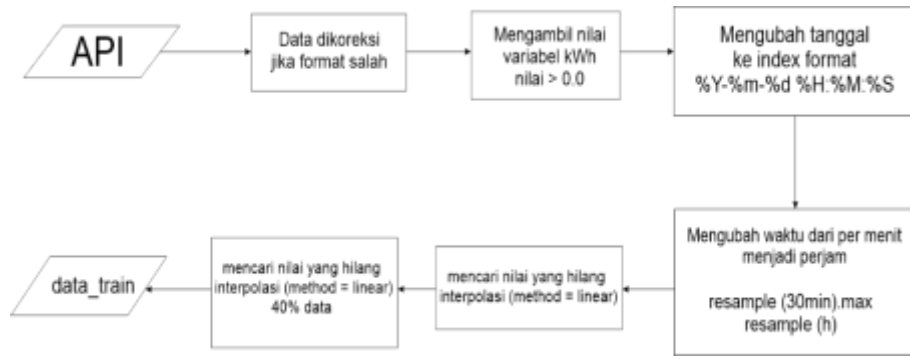 API
Data dikoreksi
jika format salah
Mengambil nilai
variabel kWh
nilai > 0.0
Mengubah tanggal
ke index format
%Y-%m-%d %H:%M:%S
Mengubah waktu dari per menit
menjadi perjam
resample (30min).max
resample (h)
mencari nilai yang hilang
interpolasi (method = linear)
mencari nilai yang hilang
interpolasi (method = linear)
40% data
data_train